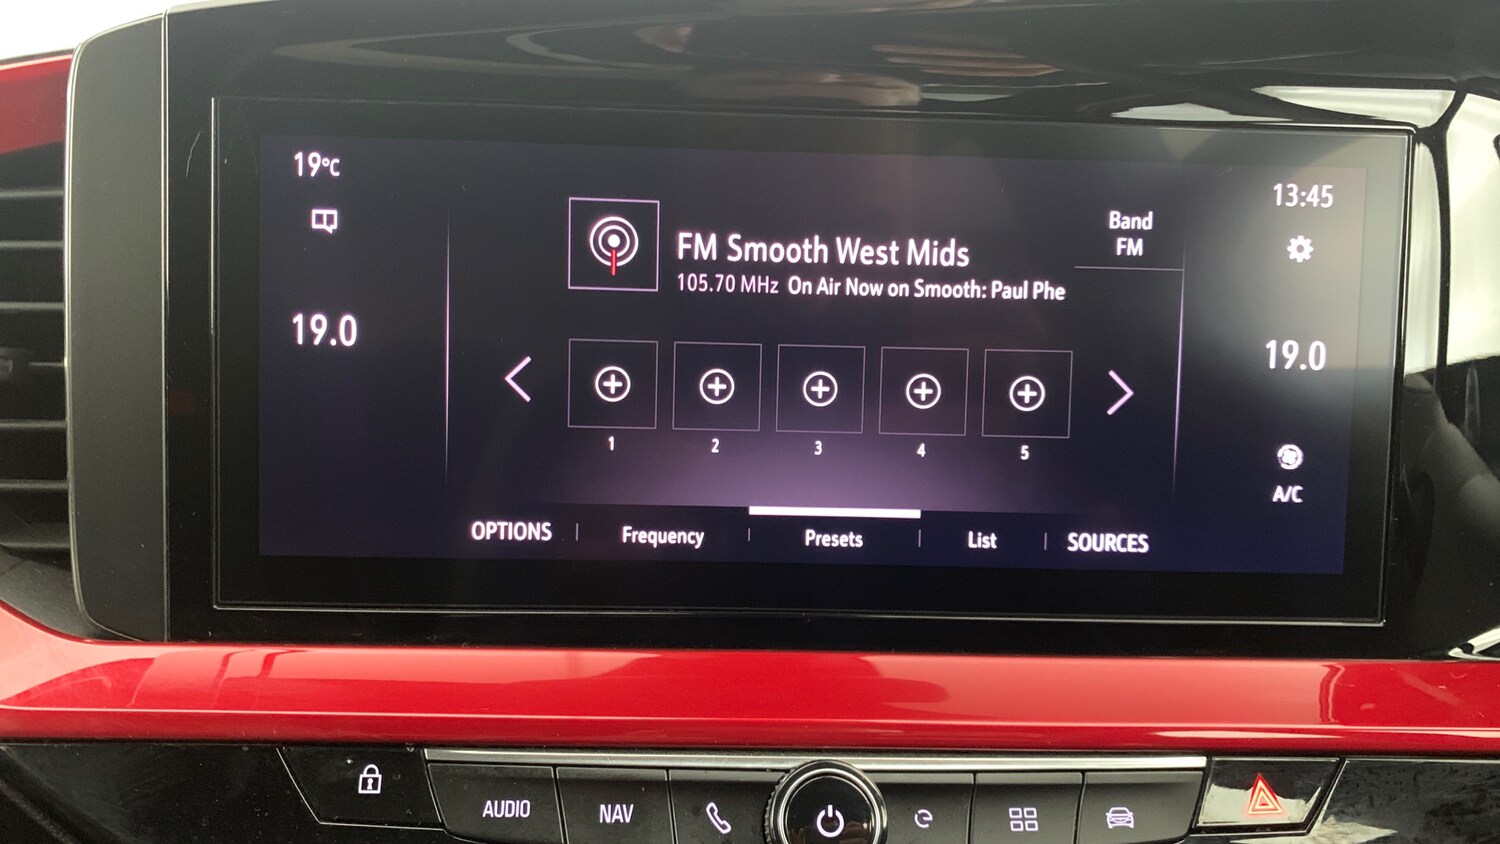 19°C
13:45
Band
FM
FM Smooth West Mids
105.70 MHz On Air Now on Smooth: Paul Phe
19.0
19.0
1 2 3 4 5
A/C
OPTIONS Frequency Presets List SOURCES
AUDIO NAV